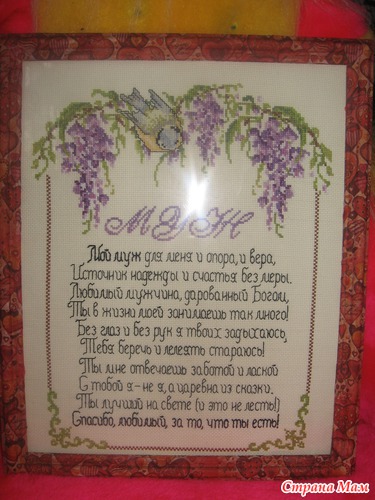 МУЖ
Мой муж для меня и опора, и вера,
Источник надежды и счастья без меры.
Любимый мужчина, дарованный Богом,
Ты в жизни моей занимаешь так много!
Без глаз и без рук я твоих задыхаюсь,
Тебя беречь и лелеять стараюсь!
Ты мне отвечаешь заботой и лаской
С тобой я-не я, а царевна из сказки.
Ты лучший на свете (и это не лесть!)
Спасибо, любимый, за то, что ты есть!
Страна Мам